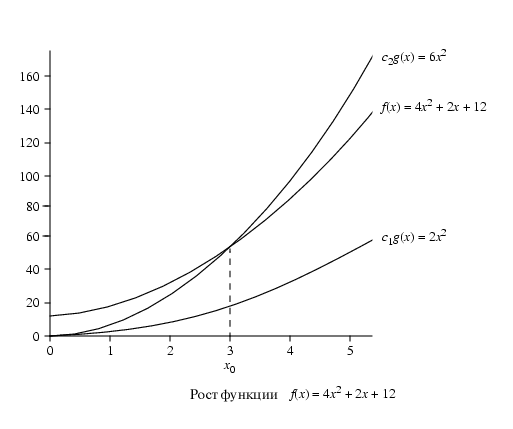 160
140
120
100
80
60
40
20
0
c₂g(x) = 6x²
f(x) = 4x² + 2x + 12
c₁g(x) = 2x²
0 1 2 3 4 5
x₀
Рост функции f(x) = 4x² + 2x + 12